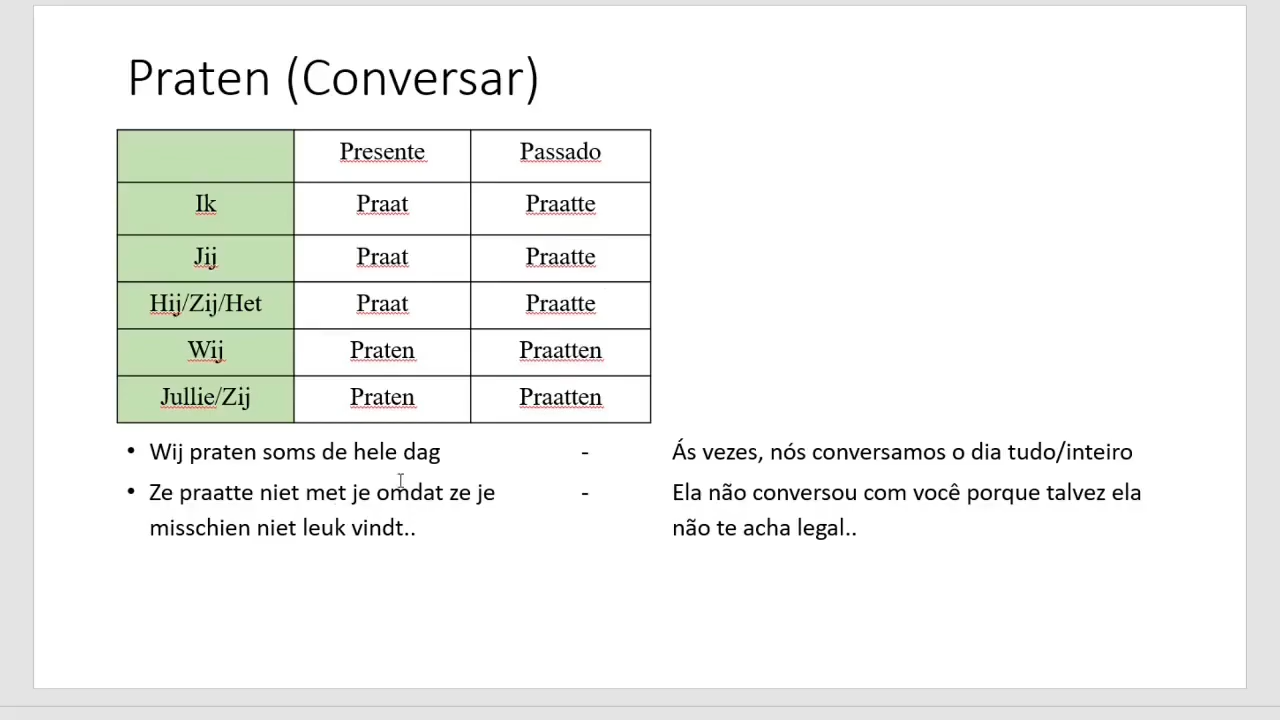 Praten (Conversar)
Presente Passado
Ik Praat Praatte
Jij Praat Praatte
Hij/Zij/Het Praat Praatte
Wij Praten Praatten
Jullie/Zij Praten Praatten
• Wij praten soms de hele dag - Ás vezes, nós conversamos o dia tudo/inteiro
• Ze praatte niet met je omdat ze je - Ela não conversou com você porque talvez ela
misschien niet leuk vindt.. não te acha legal..